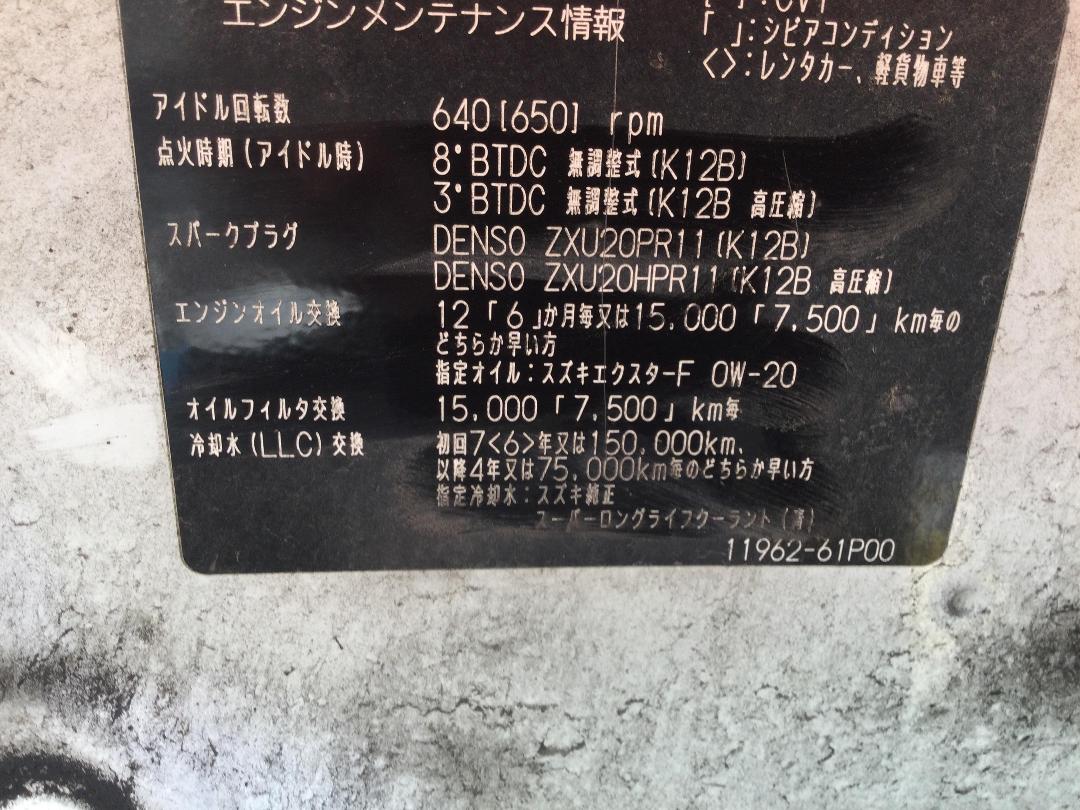 エンジンメンテナンス情報
[ ]:CVT
「 」:シビアコンディション
<>:レンタカー、軽貨物車等
アイドル回転数 640[650] rpm
点火時期(アイドル時) 8°BTDC 無調整式(K12B)
3°BTDC 無調整式(K12B 高圧縮)
スパークプラグ DENSO ZXU20PR11(K12B)
DENSO ZXU20HPR11(K12B 高圧縮)
エンジンオイル交換 12「6」か月毎又は15,000「7,500」km毎の
どちらか早い方
指定オイル:スズキエクスターF 0W-20
オイルフィルタ交換 15,000「7,500」km毎
冷却水(LLC)交換 初回7<6>年又は150,000km、
以降4年又は75,000km毎のどちらか早い方
指定冷却水:スズキ純正
スーパーロングライフクーラント(青)
11962-61P00